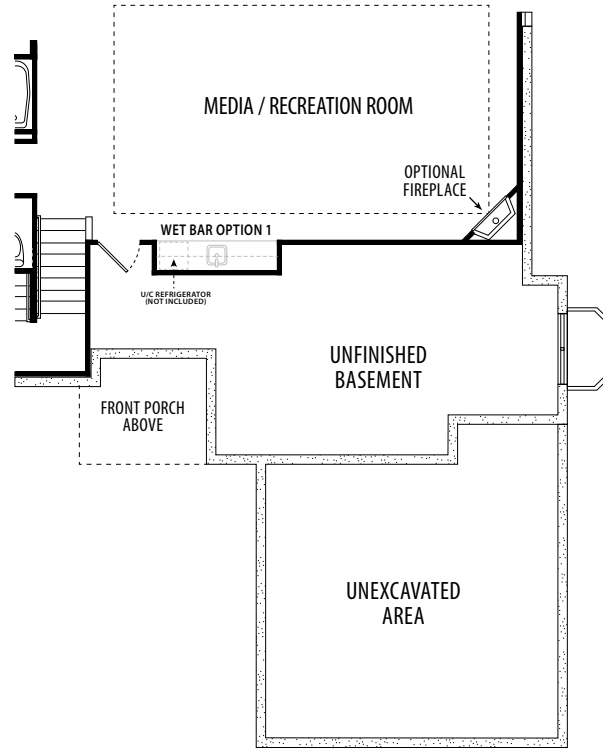 MEDIA / RECREATION ROOM
OPTIONAL
FIREPLACE
WET BAR OPTION 1
U/C REFRIGERATOR
(NOT INCLUDED)
UNFINISHED
BASEMENT
FRONT PORCH
ABOVE
UNEXCAVATED
AREA